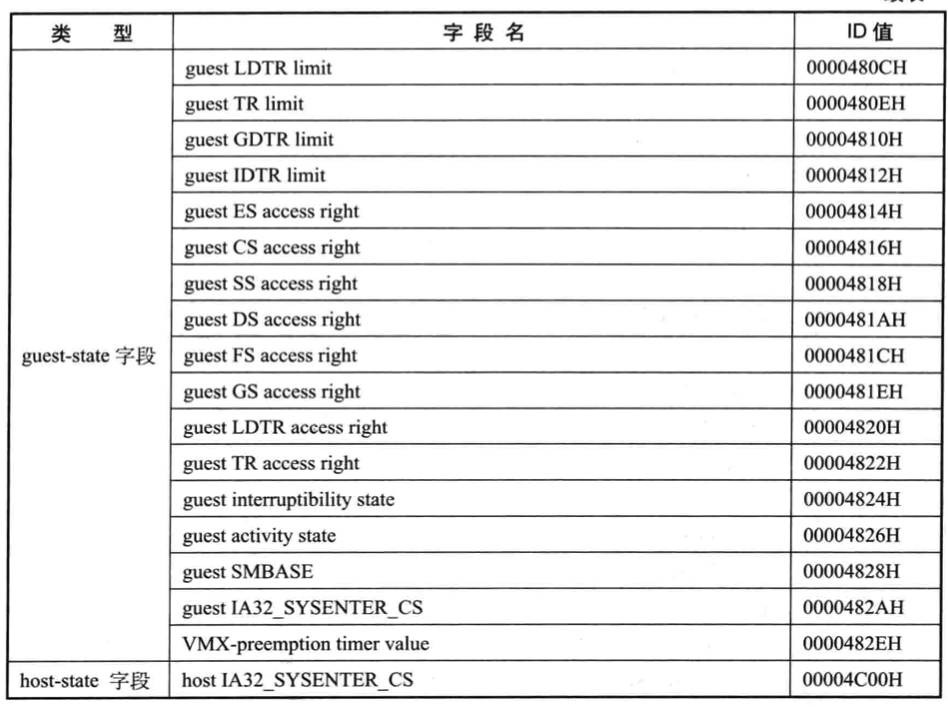 类 型 字 段 名 ID 值
guest LDTR limit 0000480CH
guest TR limit 0000480EH
guest GDTR limit 00004810H
guest IDTR limit 00004812H
guest ES access right 00004814H
guest CS access right 00004816H
guest SS access right 00004818H
guest DS access right 0000481AH
guest-state 字段 guest FS access right 0000481CH
guest GS access right 0000481EH
guest LDTR access right 00004820H
guest TR access right 00004822H
guest interruptibility state 00004824H
guest activity state 00004826H
guest SMBASE 00004828H
guest IA32_SYSENTER_CS 0000482AH
VMX-preemption timer value 0000482EH
host-state 字段 host IA32_SYSENTER_CS 00004C00H